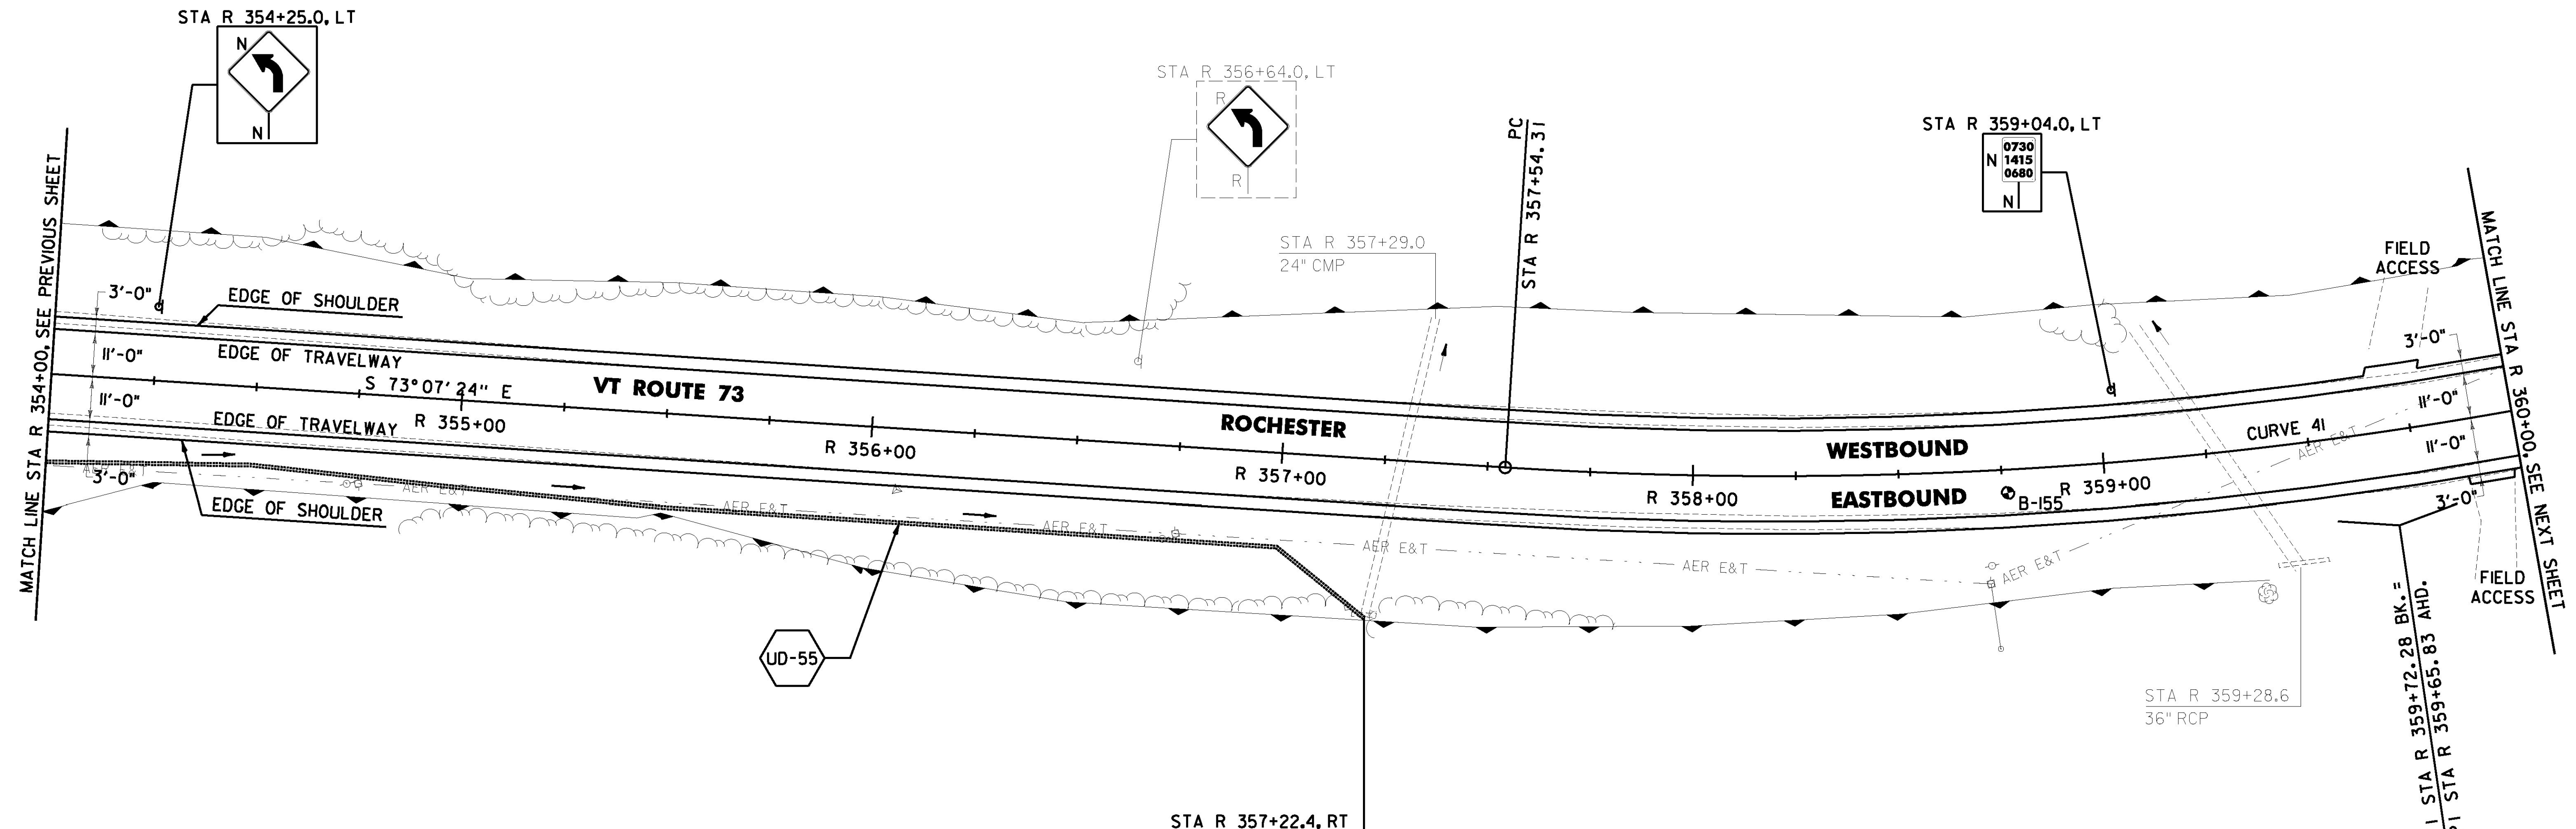 STA R 354+25.0, LT
N
N
STA R 356+64.0, LT
R
R
STA R 359+04.0, LT
N
0730
1415
0680
N
PC
STA R 357+54.31
STA R 357+29.0
24" CMP
MATCH LINE STA R 354+00, SEE PREVIOUS SHEET
MATCH LINE STA R 360+00, SEE NEXT SHEET
FIELD
ACCESS
3'-0"
EDGE OF SHOULDER
11'-0"
EDGE OF TRAVELWAY
S 73°07'24" E
VT ROUTE 73
11'-0"
EDGE OF TRAVELWAY
R 355+00
R 356+00
ROCHESTER
R 357+00
R 358+00
WESTBOUND
EASTBOUND
B-155
R 359+00
CURVE 41
3'-0"
11'-0"
11'-0"
3'-0"
3'-0"
EDGE OF SHOULDER
AER E&T
AER E&T
AER E&T
AER E&T
AER E&T
AER E&T
AER E&T
AER E&T
UD-55
FIELD
ACCESS
STA R 359+28.6
36" RCP
STA R 359+72.28 BK.=
STA R 359+65.83 AHD.
STA R 357+22.4, RT